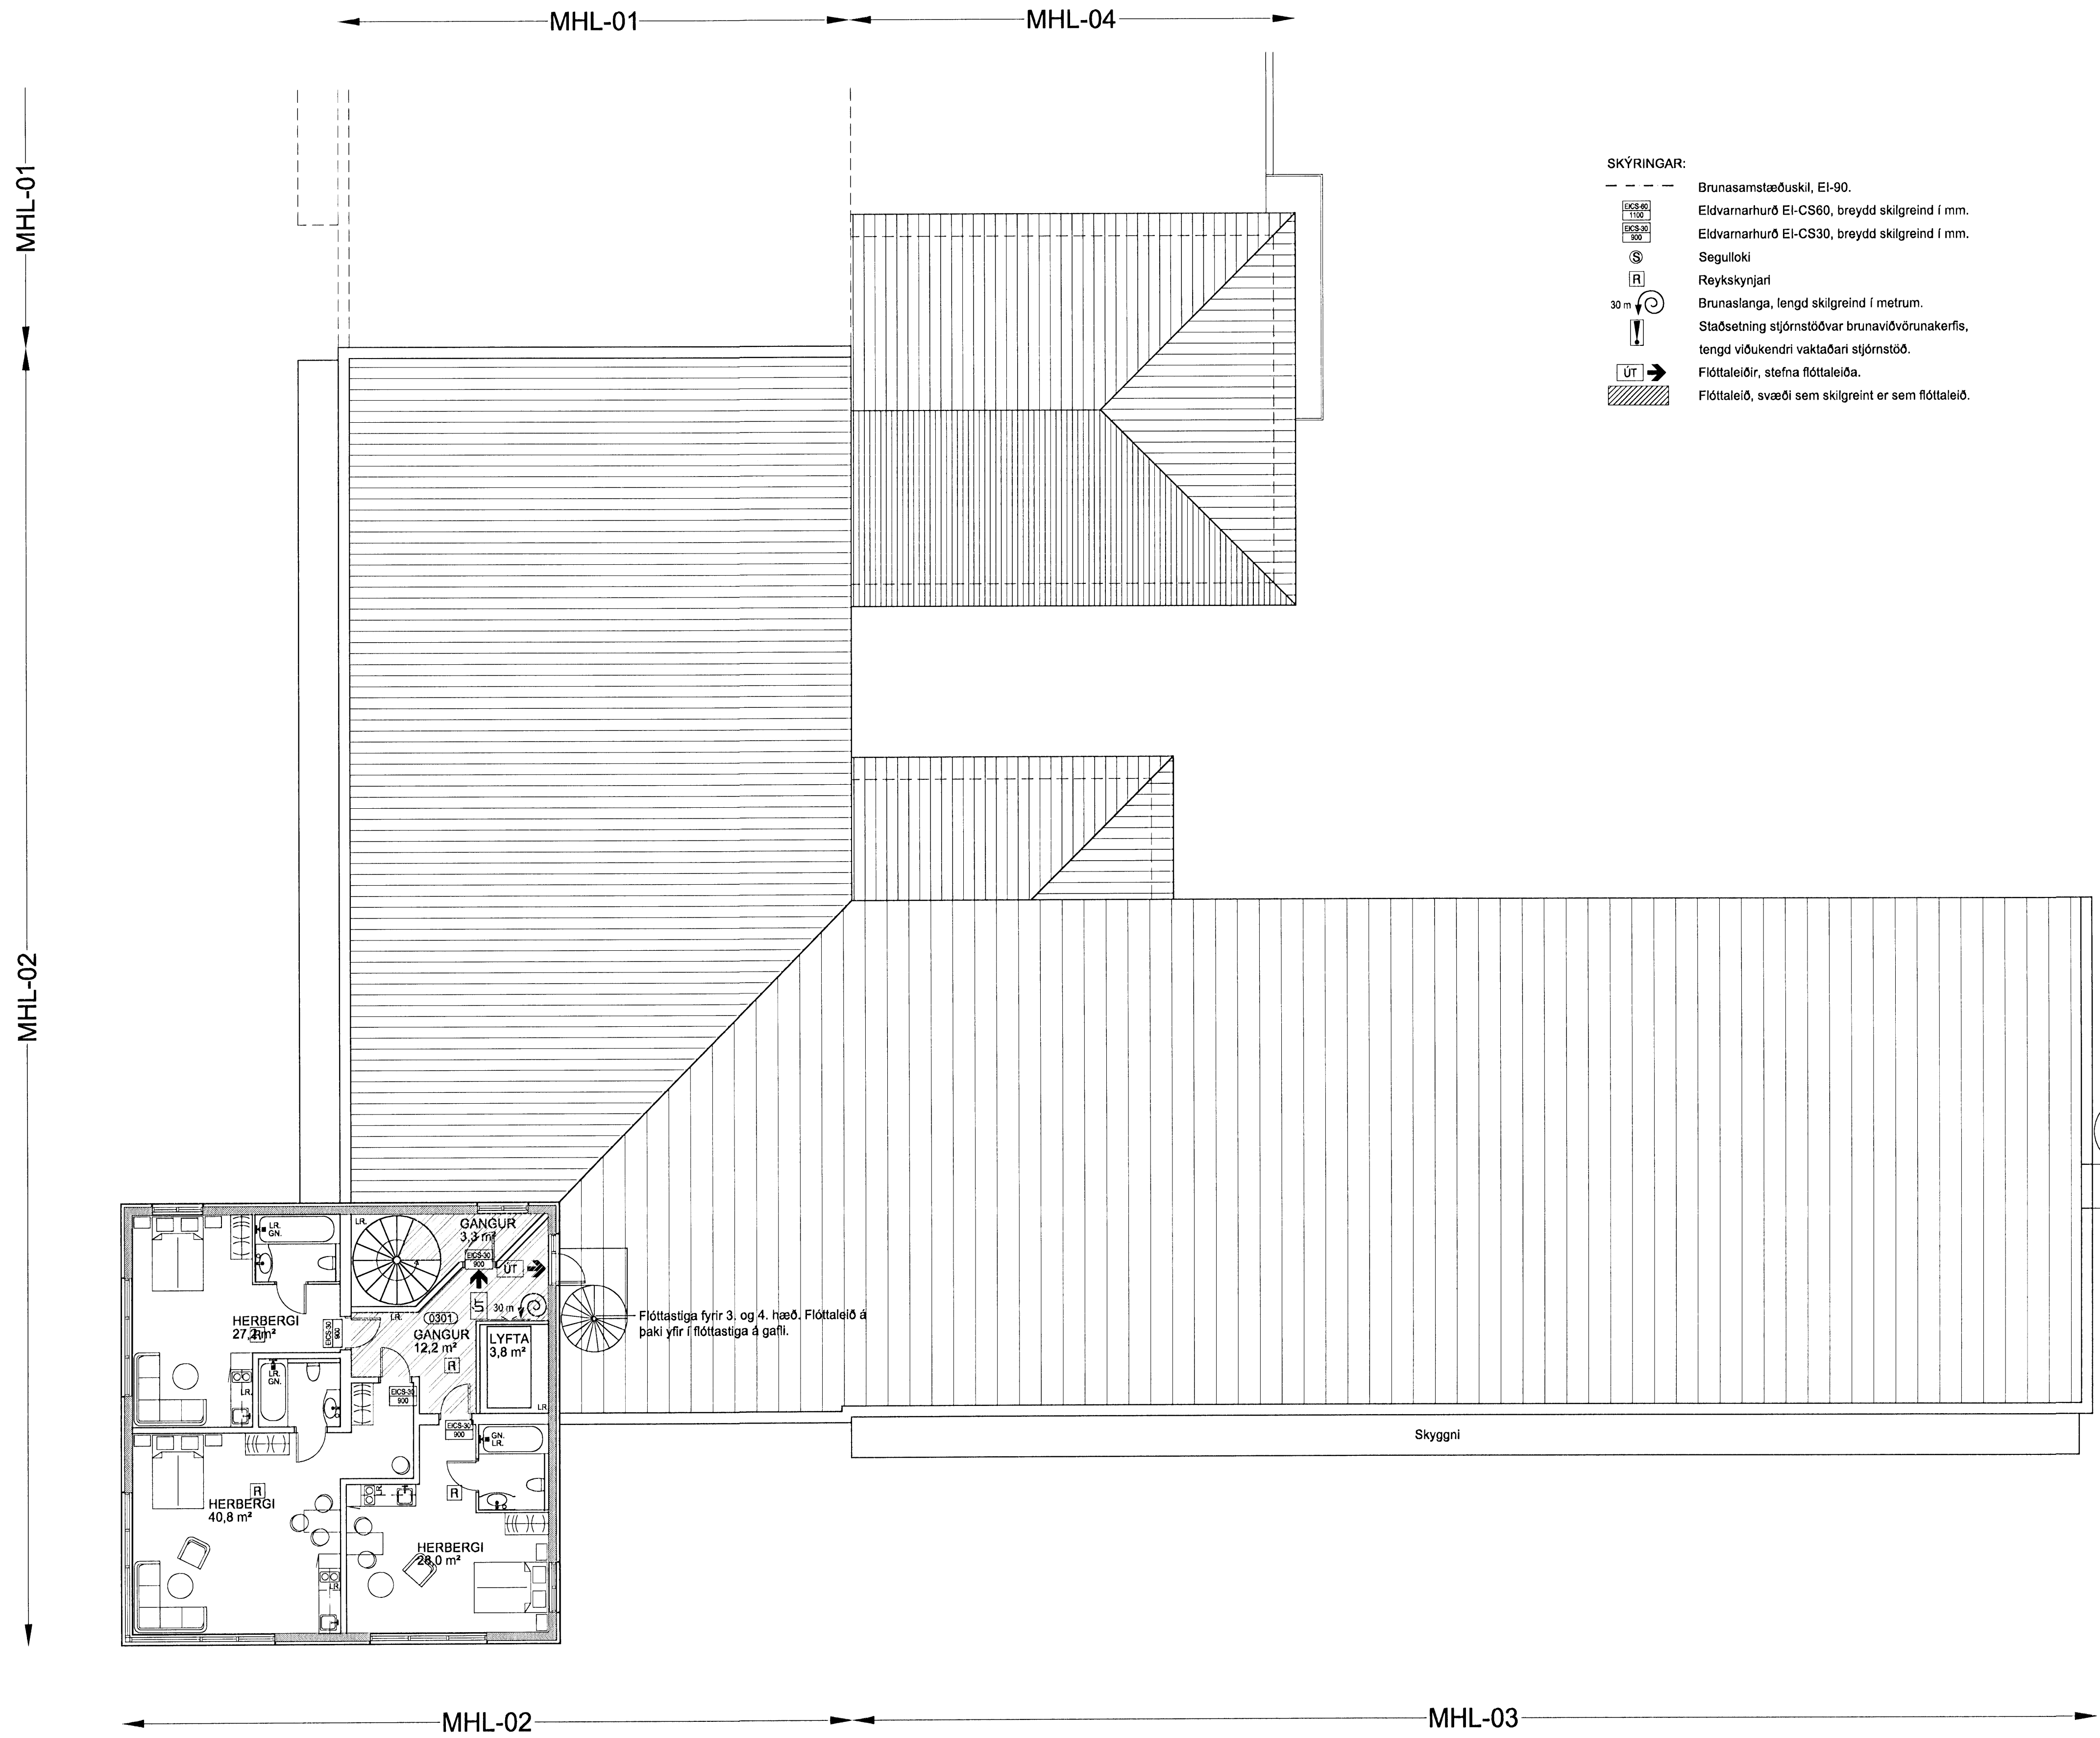 MHL-01
MHL-04
MHL-01
MHL-02
SKÝRINGAR:
Brunasamstæðuskil, EI-90.
EICS-60
1100
Eldvarnarhurð EI-CS60, breydd skilgreind í mm.
EICS-30
900
Eldvarnarhurð EI-CS30, breydd skilgreind í mm.
S
Segulloki
R
Reykskynjari
30 m
Brunaslanga, lengd skilgreind í metrum.
Staðsetning stjórnstöðvar brunaviðvörunakerfis,
tengd viðukendri vaktaðari stjórnstöð.
ÚT
Flóttaleiðir, stefna flóttaleiða.
Flóttaleið, svæði sem skilgreint er sem flóttaleið.
LR.
GN.
LR.
GANGUR
3,3 m²
EICS-30
900
ÚT
ÚT
30 m
HERBERGI
27,2 m²
R
EICS-30
900
LR.
0301
GANGUR
12,2 m²
R
LYFTA
3,8 m²
LR.
Flóttastiga fyrir 3. og 4. hæð. Flóttaleið á
þaki yfir í flóttastiga á gafli.
LR.
LR.
GN.
EICS-30
900
EICS-30
900
GN.
LR.
Skyggni
R
HERBERGI
40,8 m²
LR.
R
LR.
HERBERGI
28,0 m²
MHL-02
MHL-03